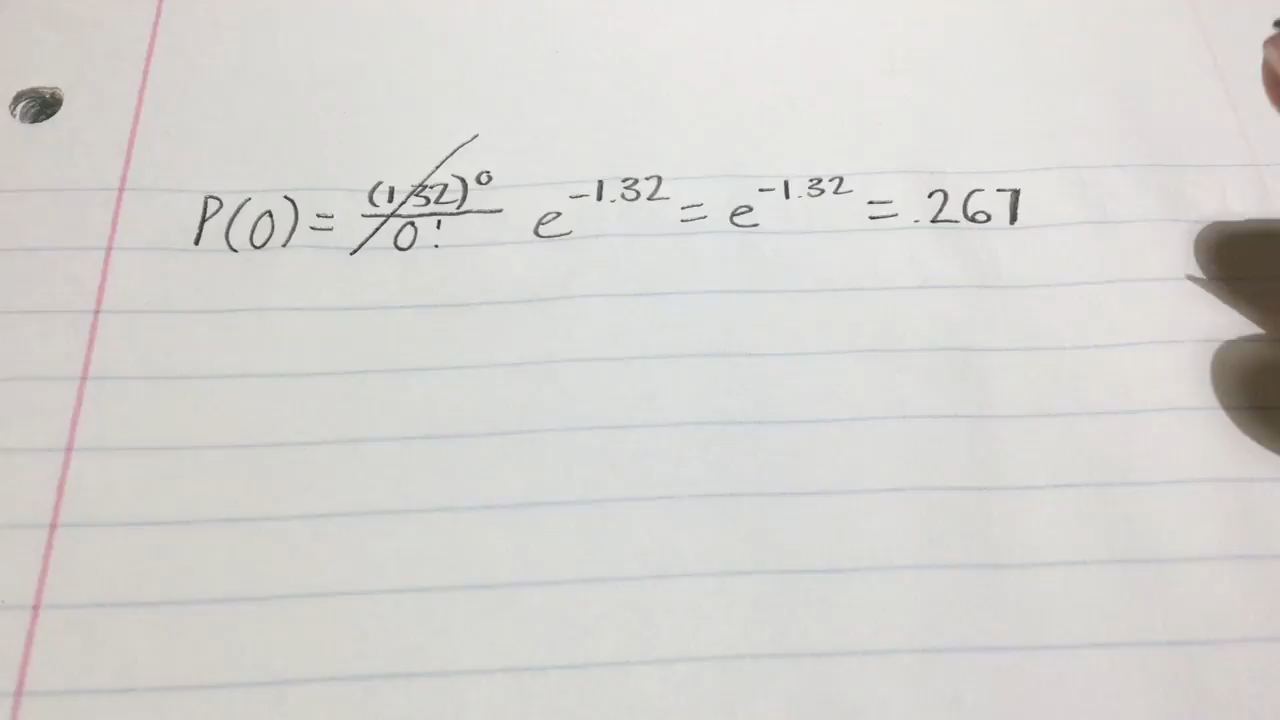 P(0) = (1.32)^0 / 0! e^-1.32 = e^-1.32 = .267